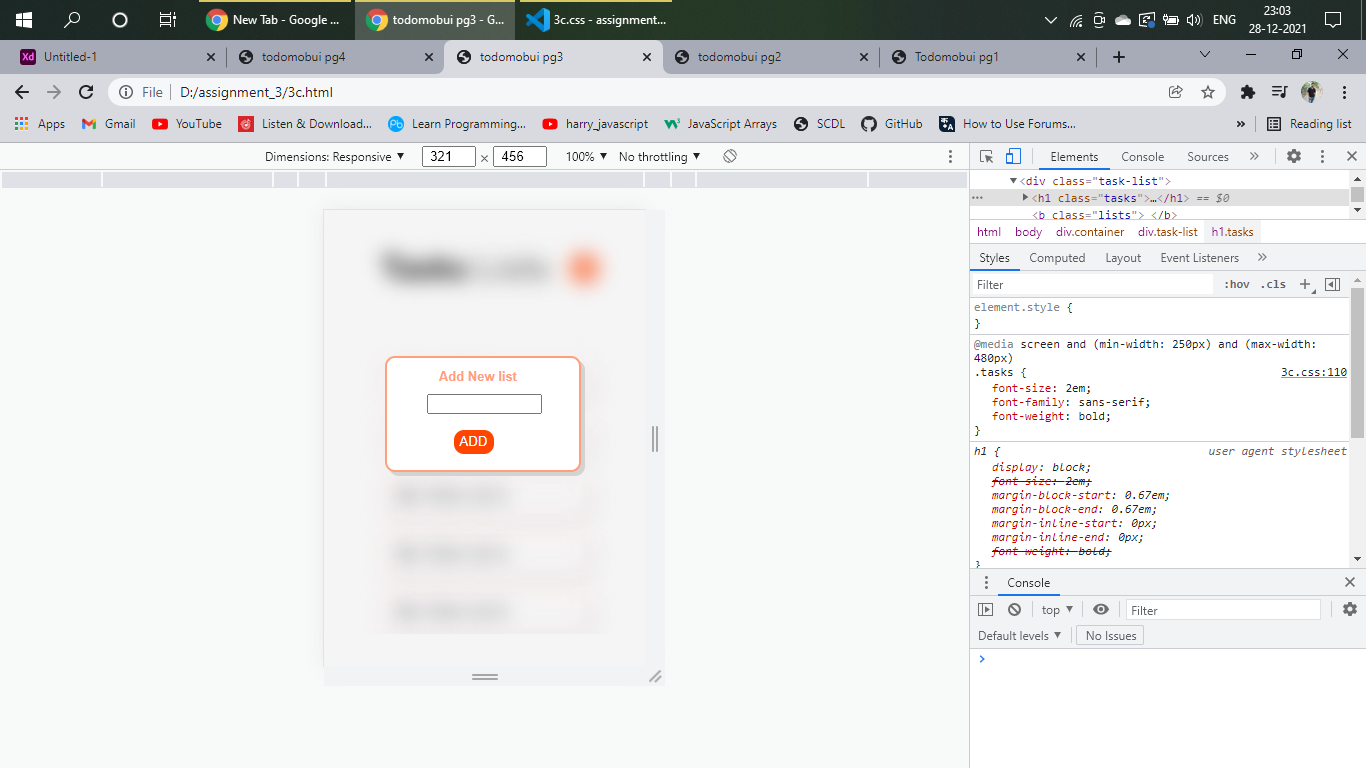 New Tab - Google ...
todomobui pg3 - G...
3c.css - assignment...
ENG
23:03
28-12-2021
Xd
Untitled-1
todomobui pg4
todomobui pg3
todomobui pg2
Todomobui pg1
File
D:/assignment_3/3c.html
Apps
Gmail
YouTube
Listen & Download...
Learn Programming...
harry_javascript
JavaScript Arrays
SCDL
GitHub
How to Use Forums...
»
Reading list
Dimensions: Responsive
321
×
456
100%
No throttling
Elements
Console
Sources
<div class="task-list">
<h1 class="tasks">…</h1> == $0
<b class="lists"> </b>
html
body
div.container
div.task-list
h1.tasks
Styles
Computed
Layout
Event Listeners
Filter
:hov
.cls
element.style {
}
@media screen and (min-width: 250px) and (max-width:
480px)
.tasks {
3c.css:110
font-size: 2em;
font-family: sans-serif;
font-weight: bold;
}
h1 {
user agent stylesheet
display: block;
font-size: 2em;
margin-block-start: 0.67em;
margin-block-end: 0.67em;
margin-inline-start: 0px;
margin-inline-end: 0px;
font-weight: bold;
}
Console
top
Filter
Default levels
No Issues
Add New list
ADD